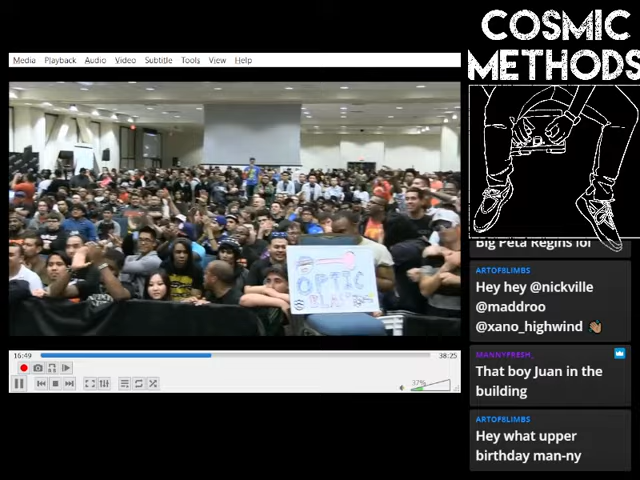 COSMIC
METHODS
Media Playback Audio Video Subtitle Tools View Help
OPTIC
BLAST
16:49 38:25
37%
Big Peta Regins for
ARTOF8LIMBS
Hey hey @nickville
@maddroo
@xano_highwind
MANNYFRESH_
That boy Juan in the
building
ARTOF8LIMBS
Hey what upper
birthday man-ny